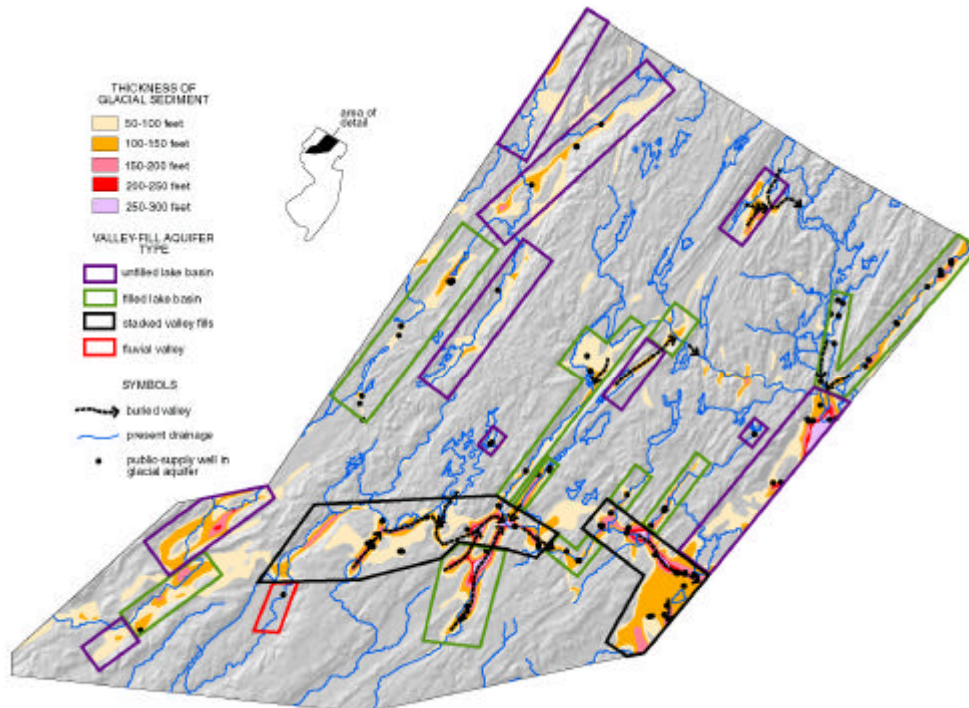 THICKNESS OF
GLACIAL SEDIMENT
50-100 feet
100-150 feet
150-200 feet
200-250 feet
250-300 feet
area of
detail
VALLEY-FILL AQUIFER
TYPE
unfilled lake basin
filled lake basin
stacked valley fills
fluvial valley
SYMBOLS
buried valley
present drainage
public-supply well in
glacial aquifer